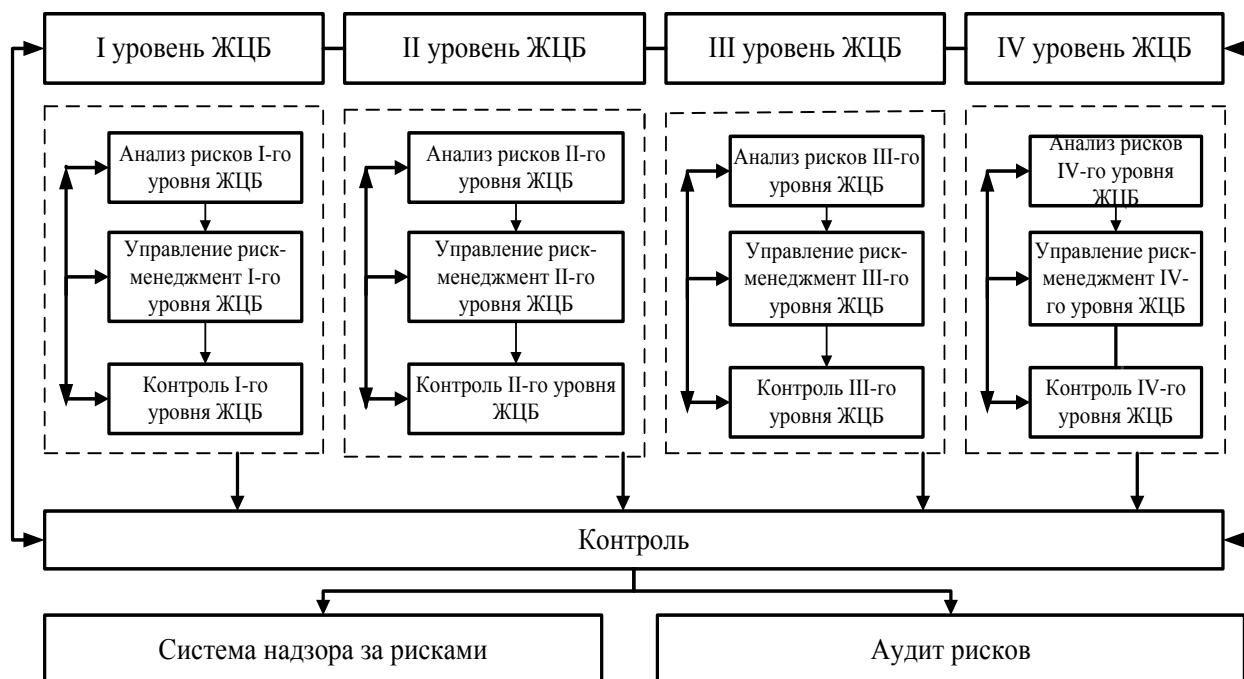 I уровень ЖЦБ
II уровень ЖЦБ
III уровень ЖЦБ
IV уровень ЖЦБ
Анализ рисков I-го
уровня ЖЦБ
Управление риск-
менеджмент I-го
уровня ЖЦБ
Контроль I-го
уровня ЖЦБ
Анализ рисков II-го
уровня ЖЦБ
Управление риск-
менеджмент II-го
уровня ЖЦБ
Контроль II-го уровня
ЖЦБ
Анализ рисков III-го
уровня ЖЦБ
Управление риск-
менеджмент III-го
уровня ЖЦБ
Контроль III-го
уровня ЖЦБ
Анализ рисков
IV-го уровня
ЖЦБ
Управление риск-
менеджмент IV-
го уровня ЖЦБ
Контроль IV-го
уровня ЖЦБ
Контроль
Система надзора за рисками
Аудит рисков